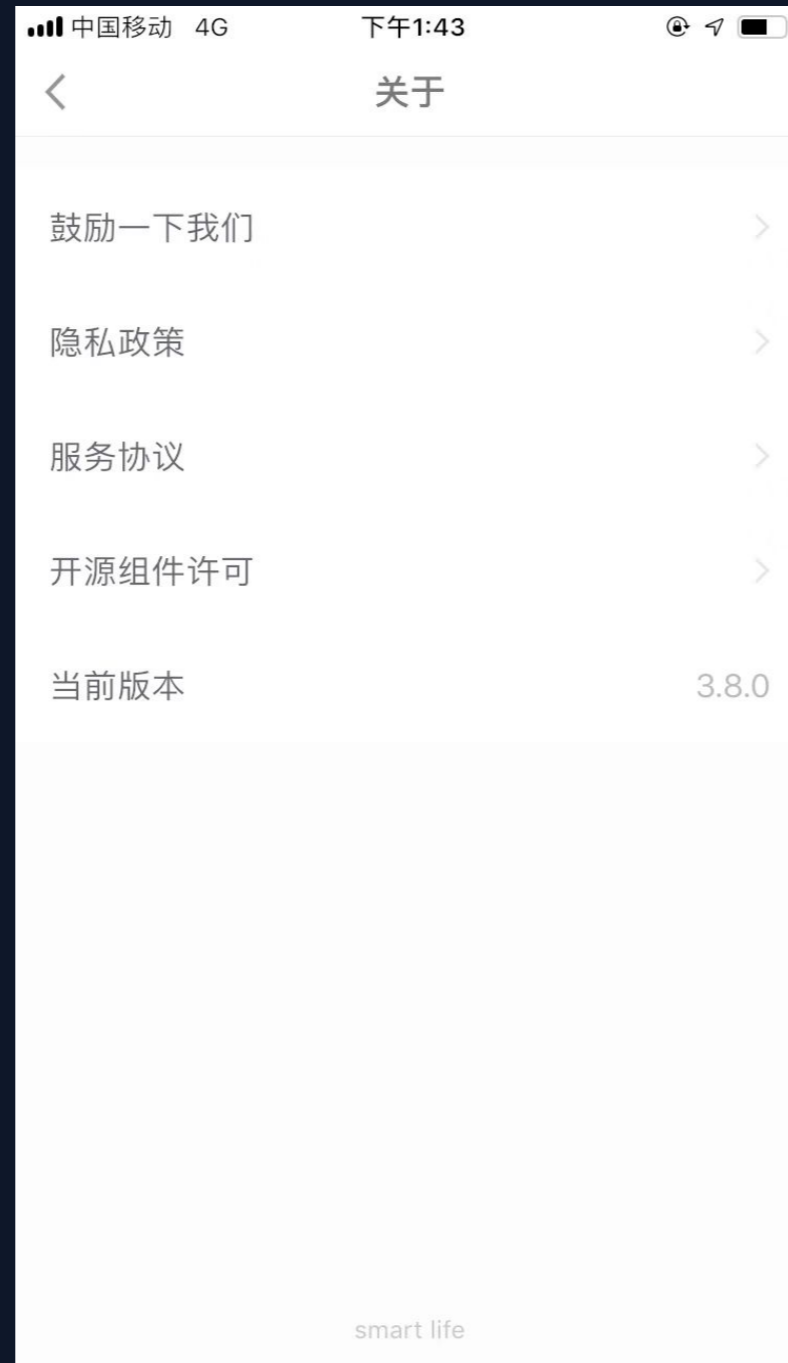 中国移动 4G 下午1:43
关于
鼓励一下我们
隐私政策
服务协议
开源组件许可
当前版本 3.8.0
smart life